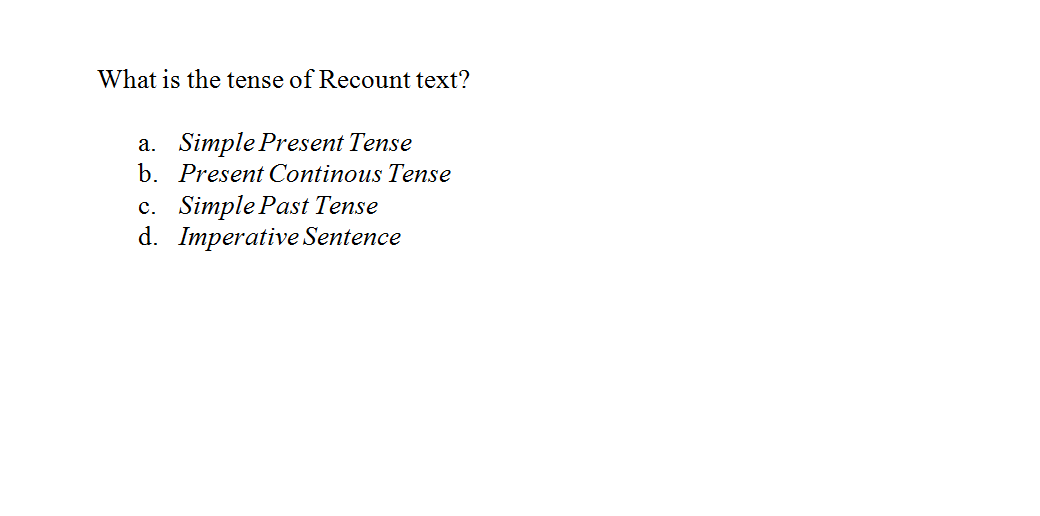 What is the tense of Recount text?
a. Simple Present Tense
b. Present Continous Tense
c. Simple Past Tense
d. Imperative Sentence